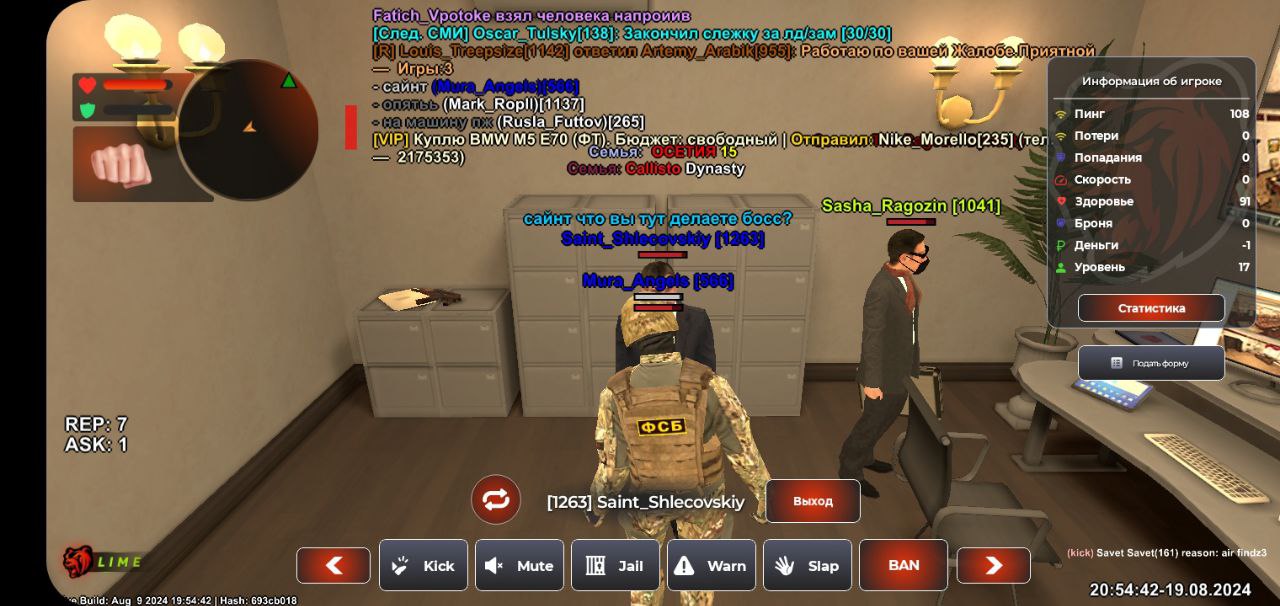 Fatich_Vpotoke взял человека напроиив
[След. СМИ] Oscar_Tulsky[138]: Закончил слежку за лд/зам [30/30]
[R] Louis_Treepsize[1142] ответил Artemy_Arabik[955]: Работаю по вашей Жалобе.Приятной
— Игры:3
- сайнт (Mura_Angels)[586]
- опятьь (Mark_Ropll)[1137]
- на машину пж (Rusla_Futtov)[265]
[VIP] Куплю BMW M5 E70 (ФТ). Бюджет: свободный | Отправил: Nike_Morello[235] (тел.
— 2175353)
Семья: ОСЕТИЯ 15
Семья: Callisto Dynasty
сайнт что вы тут делаете босс?
Saint_Shlecovskiy [1263]
Mura_Angels [586]
Sasha_Ragozin [1041]
Информация об игроке
Пинг 108
Потери 0
Попадания 0
Скорость 0
Здоровье 91
Броня 0
Деньги -1
Уровень 17
Статистика
Подать форму
REP: 7
ASK: 1
ФСБ
[1263] Saint_Shlecovskiy
Выход
Kick
Mute
Jail
Warn
Slap
BAN
LIME
(kick) Savet Savet(161) reason: air findz3
20:54:42-19.08.2024
Build: Aug 9 2024 19:54:42 | Hash: 693cb018